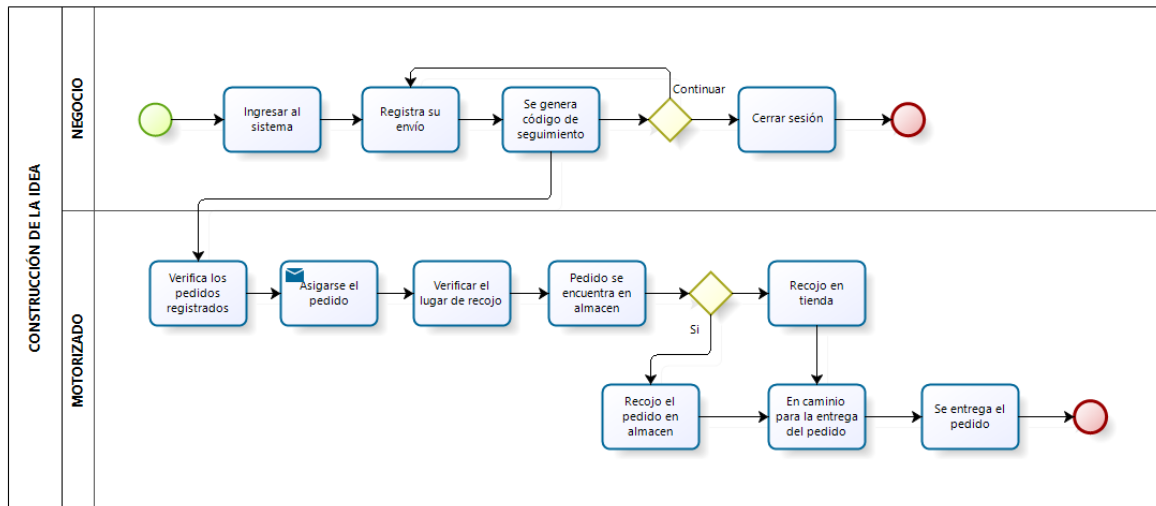 CONSTRUCCIÓN DE LA IDEA
NEGOCIO
Ingresar al
sistema
Registra su
envío
Se genera
código de
seguimiento
Continuar
Cerrar sesión
MOTORIZADO
Verifica los
pedidos
registrados
Asigarse el
pedido
Verificar el
lugar de recojo
Pedido se
encuentra en
almacen
Recojo en
tienda
Si
Recojo el
pedido en
almacen
En caminio
para la entrega
del pedido
Se entrega el
pedido